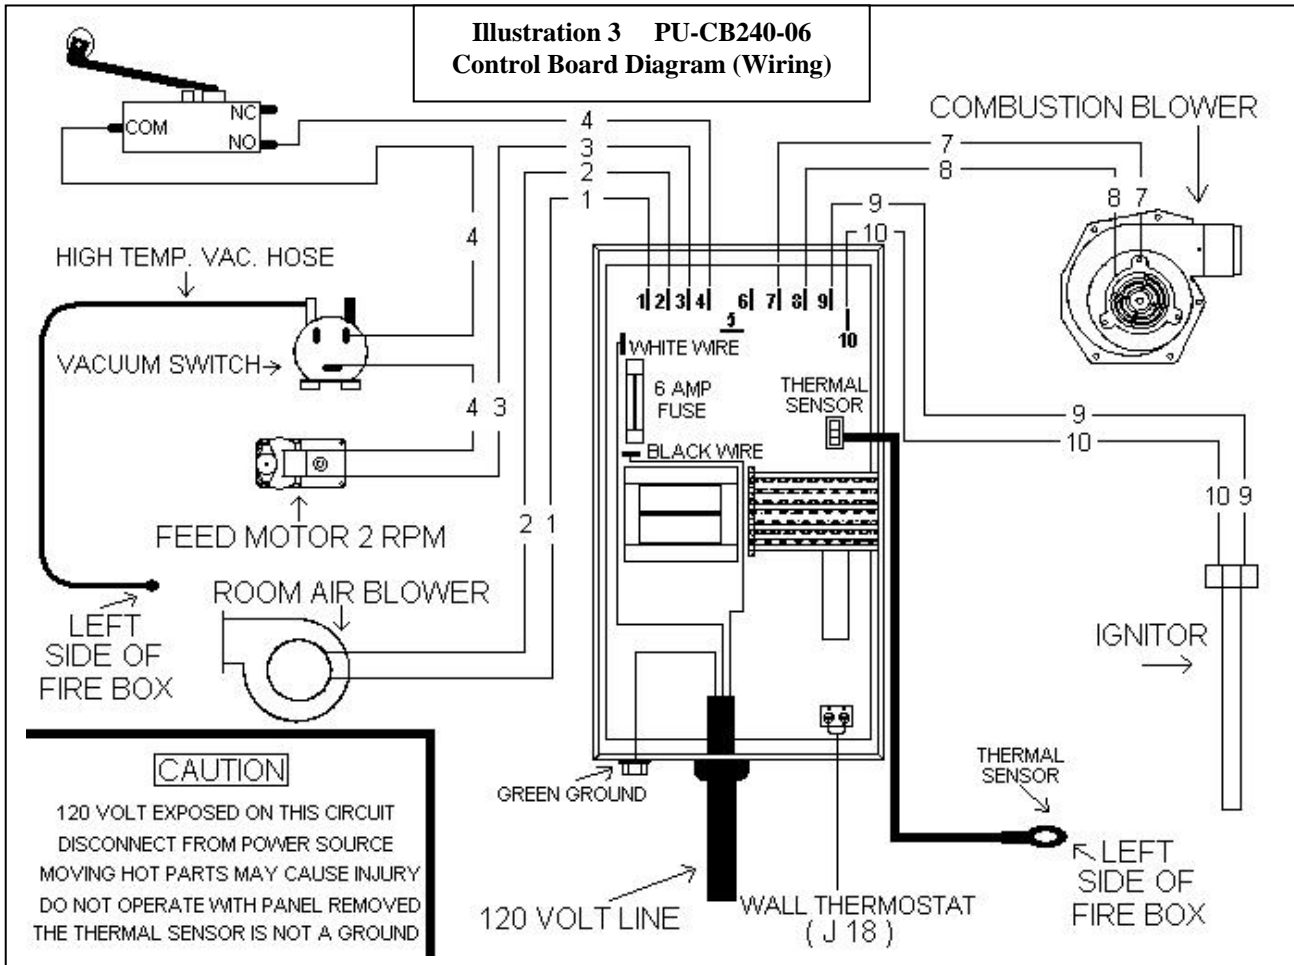 Illustration 3 PU-CB240-06
Control Board Diagram (Wiring)
COM
NC
NO
4
3
2
1
4
HIGH TEMP. VAC. HOSE
VACUUM SWITCH
4 3
FEED MOTOR 2 RPM
2 1
ROOM AIR BLOWER
LEFT
SIDE OF
FIRE BOX
COMBUSTION BLOWER
7
8
8 7
9
10
1 2 3 4 6 7 8 9
5
10
WHITE WIRE
6 AMP
FUSE
BLACK WIRE
THERMAL
SENSOR
9
10
10 9
IGNITOR
GREEN GROUND
120 VOLT LINE
WALL THERMOSTAT
( J 18 )
THERMAL
SENSOR
LEFT
SIDE OF
FIRE BOX
CAUTION
120 VOLT EXPOSED ON THIS CIRCUIT
DISCONNECT FROM POWER SOURCE
MOVING HOT PARTS MAY CAUSE INJURY
DO NOT OPERATE WITH PANEL REMOVED
THE THERMAL SENSOR IS NOT A GROUND